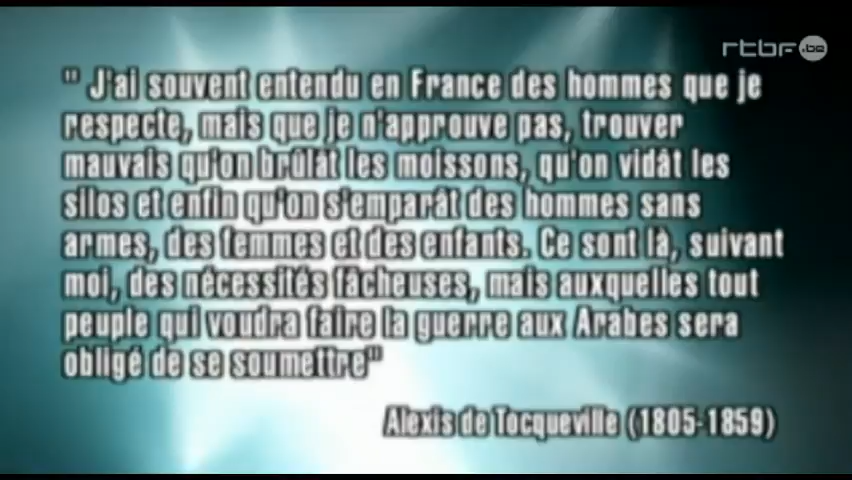 rtbf.be
" J'ai souvent entendu en France des hommes que je
respecte, mais que je n'approuve pas, trouver
mauvais qu'on brûlât les moissons, qu'on vidât les
silos et enfin qu'on s'emparât des hommes sans
armes, des femmes et des enfants. Ce sont là, suivant
moi, des nécessités fâcheuses, mais auxquelles tout
peuple qui voudra faire la guerre aux Arabes sera
obligé de se soumettre"
Alexis de Tocqueville (1805-1859)